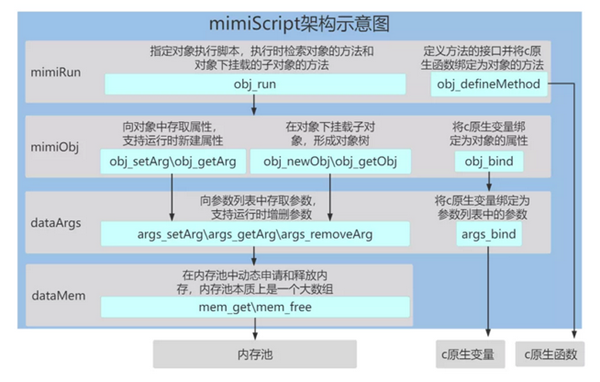 mimiScript架构示意图
mimiRun
指定对象执行脚本，执行时检索对象的方法和
对象下挂载的子对象的方法
obj_run
定义方法的接口并将c原
生函数绑定为对象的方法
obj_defineMethod
mimiObj
向对象中存取属性，
支持运行时新建属性
obj_setArg\obj_getArg
在对象下挂载子对
象，形成对象树
obj_newObj\obj_getObj
将c原生变量绑
定为对象的属性
obj_bind
dataArgs
向参数列表中存取参数，
支持运行时增删参数
args_setArg\args_getArg\args_removeArg
将c原生变量绑定为
参数列表中的参数
args_bind
dataMem
在内存池中动态申请和释放内
存，内存池本质上是一个大数组
mem_get\mem_free
内存池
c原生变量
c原生函数